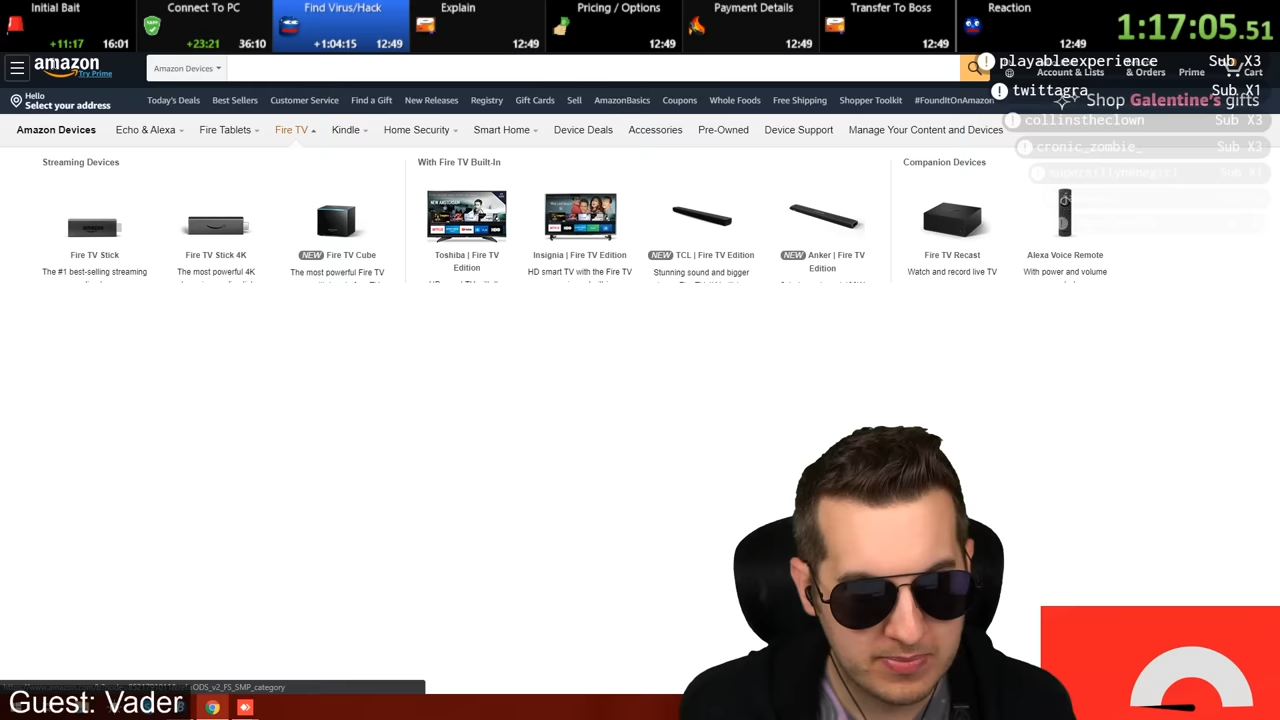 Initial Bait
+11:17 16:01
Connect To PC
+23:21 36:10
Find Virus/Hack
+1:04:15 12:49
Explain
12:49
Pricing / Options
12:49
Payment Details
12:49
Transfer To Boss
12:49
Reaction
12:49
1:17:05.51
amazon
Try Prime
Amazon Devices
Account & Lists
& Orders
Prime
Cart
playableexperience Sub X3
twittagra Sub X1
collinstheclown Sub X3
cronic_zombie_ Sub X3
Hello
Select your address
Today's Deals
Best Sellers
Customer Service
Find a Gift
New Releases
Registry
Gift Cards
Sell
AmazonBasics
Coupons
Whole Foods
Free Shipping
Shopper Toolkit
#FoundItOnAmazon
Shop Galentine's gifts
Amazon Devices
Echo & Alexa
Fire Tablets
Fire TV
Kindle
Home Security
Smart Home
Device Deals
Accessories
Pre-Owned
Device Support
Manage Your Content and Devices
Streaming Devices
With Fire TV Built-In
Companion Devices
Fire TV Stick
The #1 best-selling streaming
Fire TV Stick 4K
The most powerful 4K
NEW Fire TV Cube
The most powerful Fire TV
Toshiba | Fire TV
Edition
Insignia | Fire TV Edition
HD smart TV with the Fire TV
NEW TCL | Fire TV Edition
Stunning sound and bigger
NEW Anker | Fire TV
Edition
Fire TV Recast
Watch and record live TV
Alexa Voice Remote
With power and volume
Guest: Vader